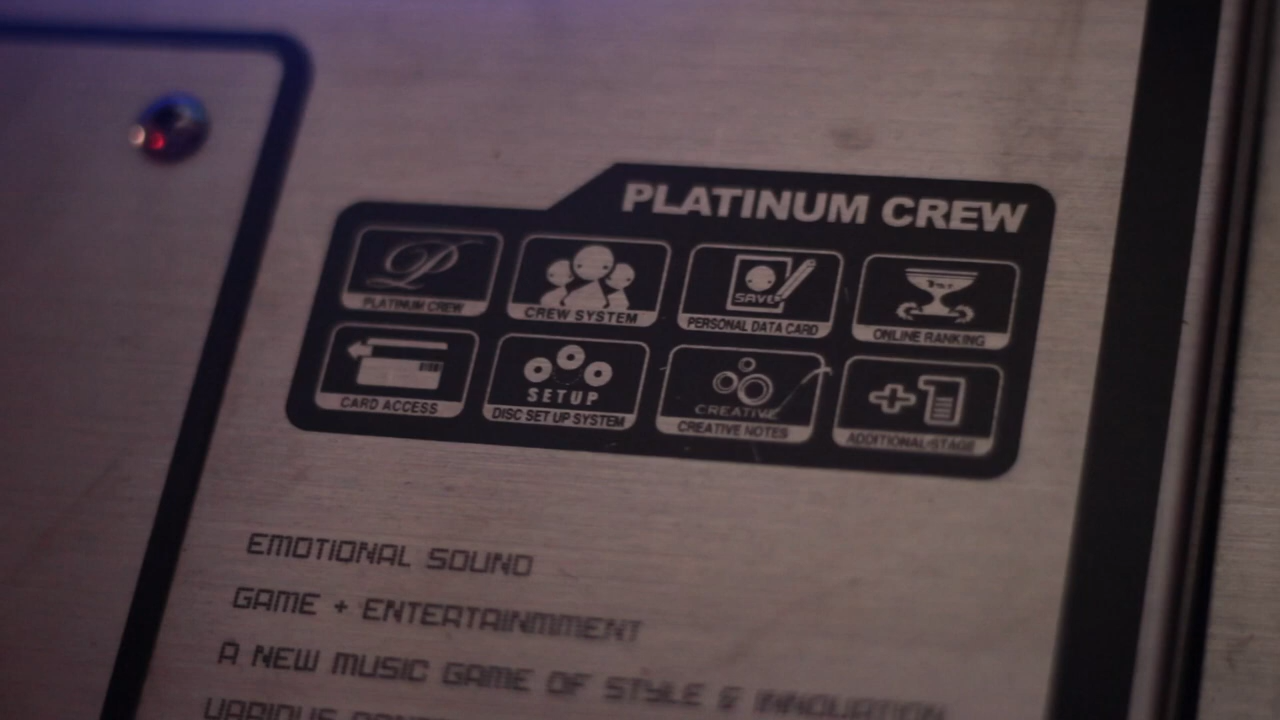 PLATINUM CREW
P
PLATINUM CREW
CREW SYSTEM
SAVE
PERSONAL DATA CARD
ONLINE RANKING
CARD ACCESS
SETUP
DISC SET UP SYSTEM
CREATIVE
CREATIVE NOTES
ADDITIONAL STAGE
EMOTIONAL SOUND
GAME + ENTERTAINMMENT
A NEW MUSIC GAME OF STYLE & INNOVATION
VARIOUS